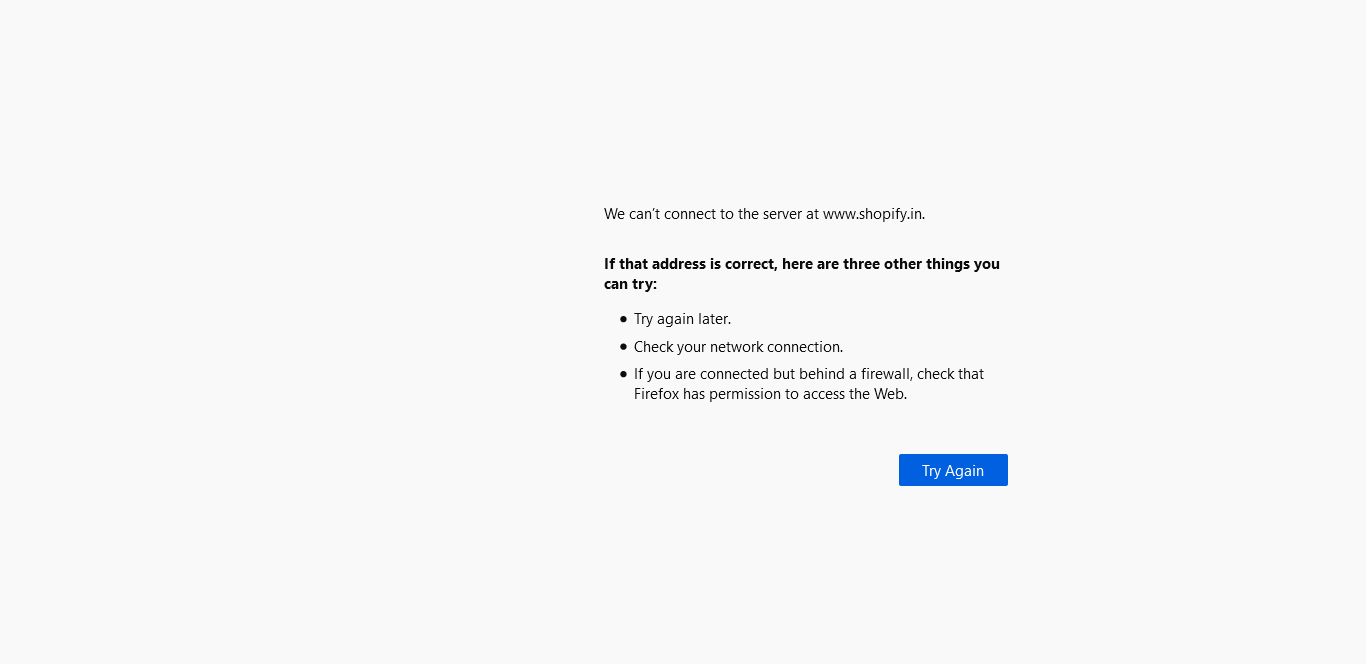 We can’t connect to the server at www.shopify.in.
If that address is correct, here are three other things you
can try:
• Try again later.
• Check your network connection.
• If you are connected but behind a firewall, check that
Firefox has permission to access the Web.
Try Again